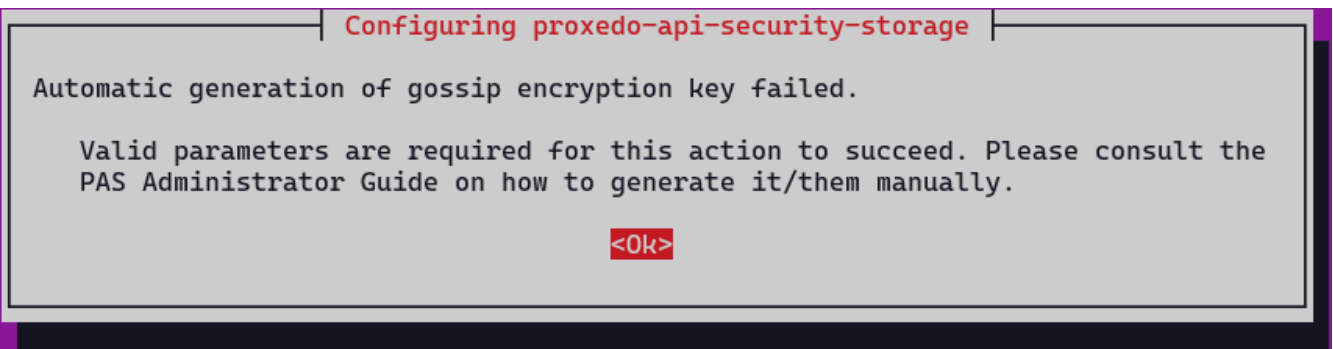 Configuring proxedo-api-security-storage
Automatic generation of gossip encryption key failed.
Valid parameters are required for this action to succeed. Please consult the
PAS Administrator Guide on how to generate it/them manually.
<Ok>